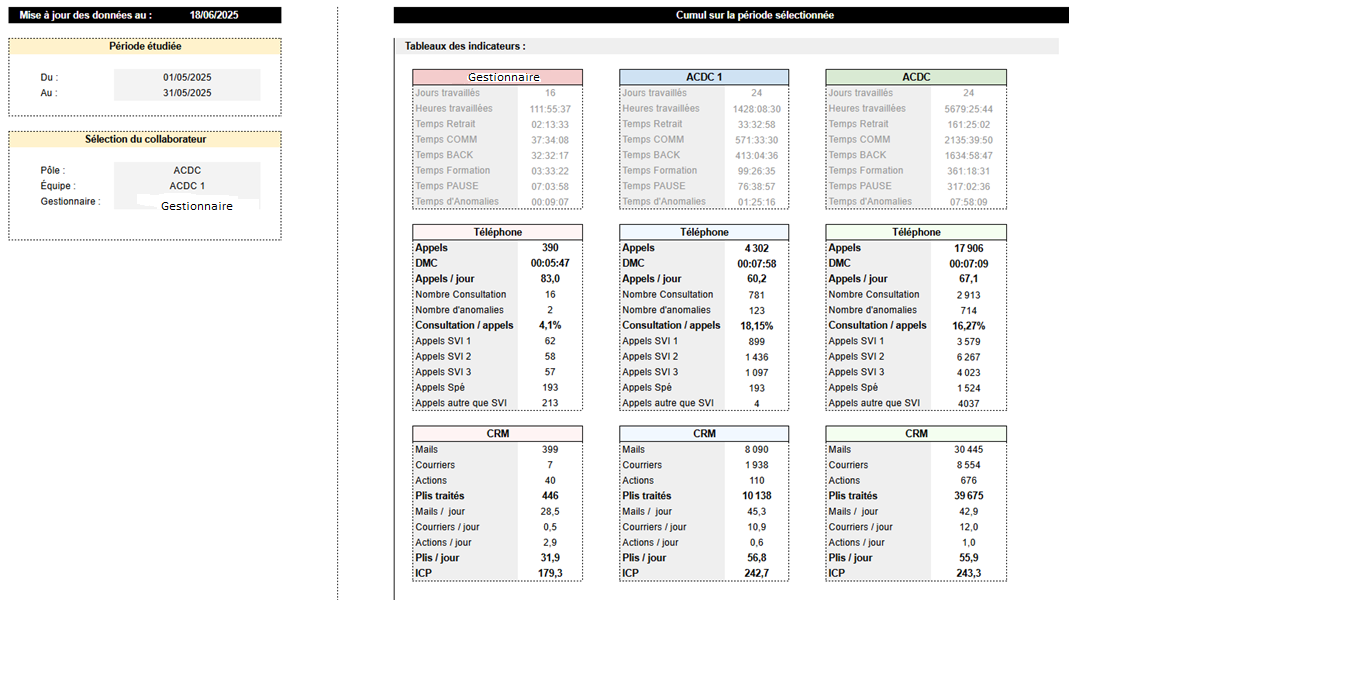 Mise à jour des données au : 18/06/2025
Cumul sur la période sélectionnée
Période étudiée
Du : 01/05/2025
Au : 31/05/2025
Sélection du collaborateur
Pôle : ACDC
Équipe : ACDC 1
Gestionnaire : Gestionnaire
Tableaux des indicateurs :
Gestionnaire ACDC 1 ACDC
Jours travaillés 16 Jours travaillés 24 Jours travaillés 24
Heures travaillées 111:55:37 Heures travaillées 1428:08:30 Heures travaillées 5679:25:44
Temps Retrait 02:13:33 Temps Retrait 33:32:58 Temps Retrait 161:25:02
Temps COMM 37:34:08 Temps COMM 571:33:30 Temps COMM 2135:39:50
Temps BACK 32:32:17 Temps BACK 413:04:36 Temps BACK 1634:58:47
Temps Formation 03:33:22 Temps Formation 99:26:35 Temps Formation 361:18:31
Temps PAUSE 07:03:58 Temps PAUSE 76:38:57 Temps PAUSE 317:02:36
Temps d'Anomalies 00:09:07 Temps d'Anomalies 01:25:16 Temps d'Anomalies 07:58:09
Téléphone Téléphone Téléphone
Appels 390 Appels 4 302 Appels 17 906
DMC 00:05:47 DMC 00:07:58 DMC 00:07:09
Appels / jour 83,0 Appels / jour 60,2 Appels / jour 67,1
Nombre Consultation 16 Nombre Consultation 781 Nombre Consultation 2 913
Nombre d'anomalies 2 Nombre d'anomalies 123 Nombre d'anomalies 714
Consultation / appels 4,1% Consultation / appels 18,15% Consultation / appels 16,27%
Appels SVI 1 62 Appels SVI 1 899 Appels SVI 1 3 579
Appels SVI 2 58 Appels SVI 2 1 436 Appels SVI 2 6 267
Appels SVI 3 57 Appels SVI 3 1 097 Appels SVI 3 4 023
Appels Spé 193 Appels Spé 193 Appels Spé 1 524
Appels autre que SVI 213 Appels autre que SVI 4 Appels autre que SVI 4037
CRM CRM CRM
Mails 399 Mails 8 090 Mails 30 445
Courriers 7 Courriers 1 938 Courriers 8 554
Actions 40 Actions 110 Actions 676
Plis traités 446 Plis traités 10 138 Plis traités 39 675
Mails / jour 28,5 Mails / jour 45,3 Mails / jour 42,9
Courriers / jour 0,5 Courriers / jour 10,9 Courriers / jour 12,0
Actions / jour 2,9 Actions / jour 0,6 Actions / jour 1,0
Plis / jour 31,9 Plis / jour 56,8 Plis / jour 55,9
ICP 179,3 ICP 242,7 ICP 243,3